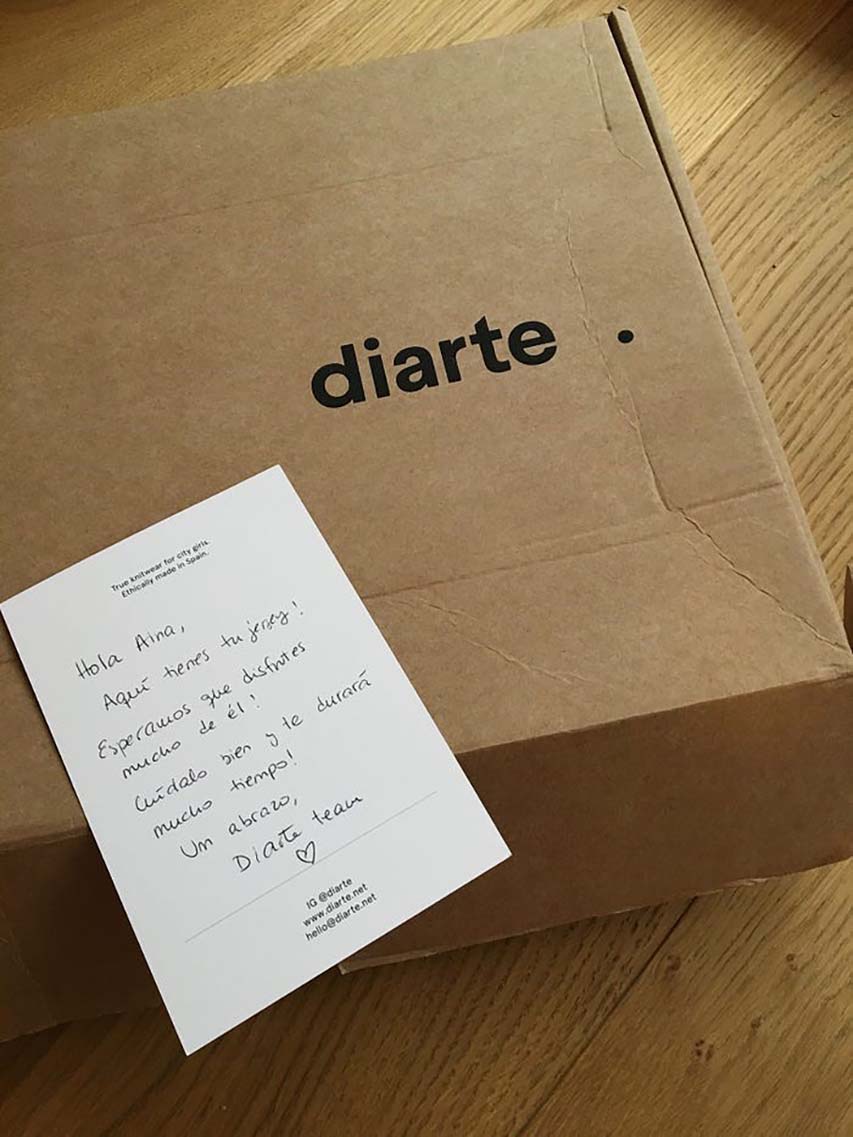 diarte .
True knitwear for city girls.
Ethically made in Spain.
Hola Aina,
Aquí tienes tu jersey!
Esperamos que disfrutes
mucho de él!
Cuídalo bien y te durará
mucho tiempo!
Un abrazo,
Diarte team
IG @diarte
www.diarte.net
hello@diarte.net